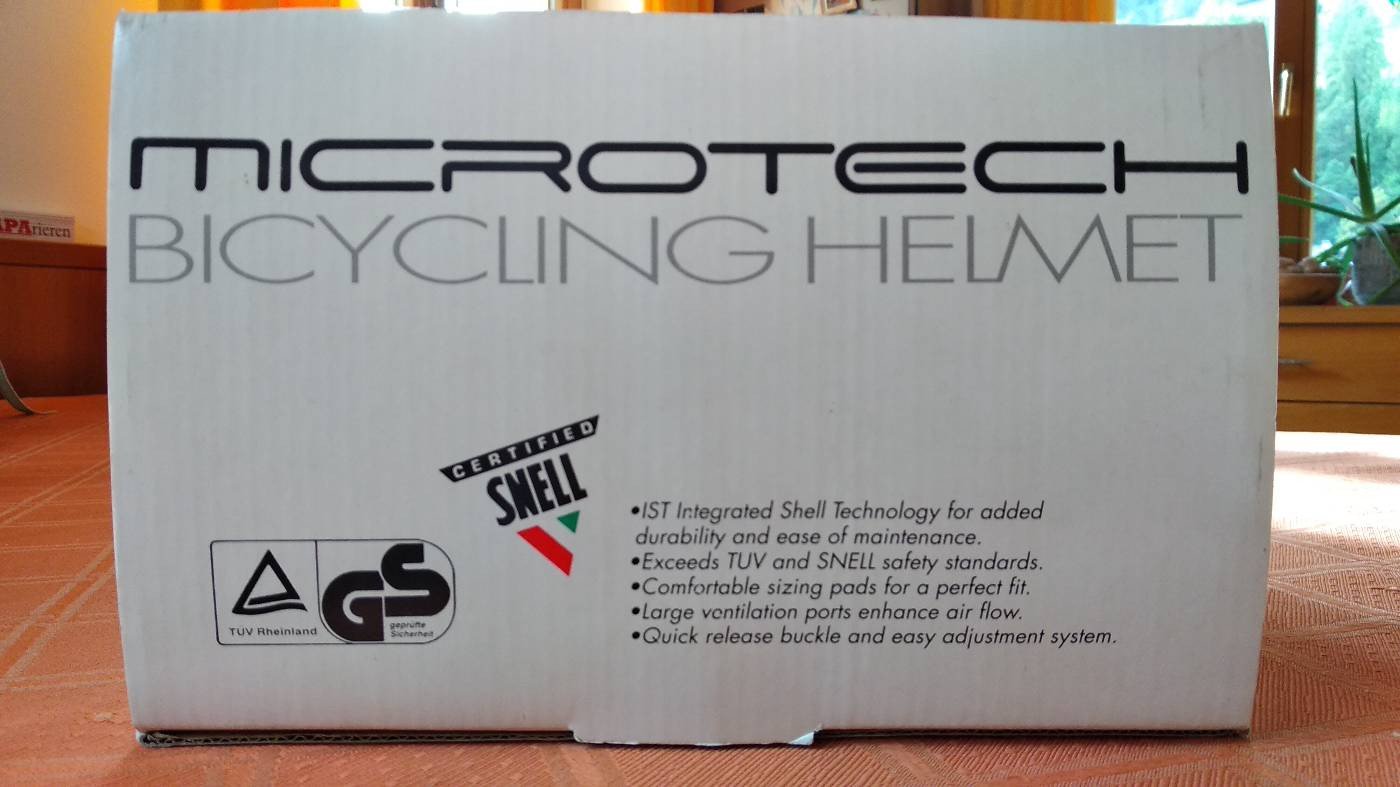 APArieren
MICROTECH
BICYCLING HELMET
CERTIFIED
SNELL
•IST Integrated Shell Technology for added
durability and ease of maintenance.
•Exceeds TUV and SNELL safety standards.
•Comfortable sizing pads for a perfect fit.
•Large ventilation ports enhance air flow.
•Quick release buckle and easy adjustment system.
TÜV Rheinland
GS
geprüfte
Sicherheit